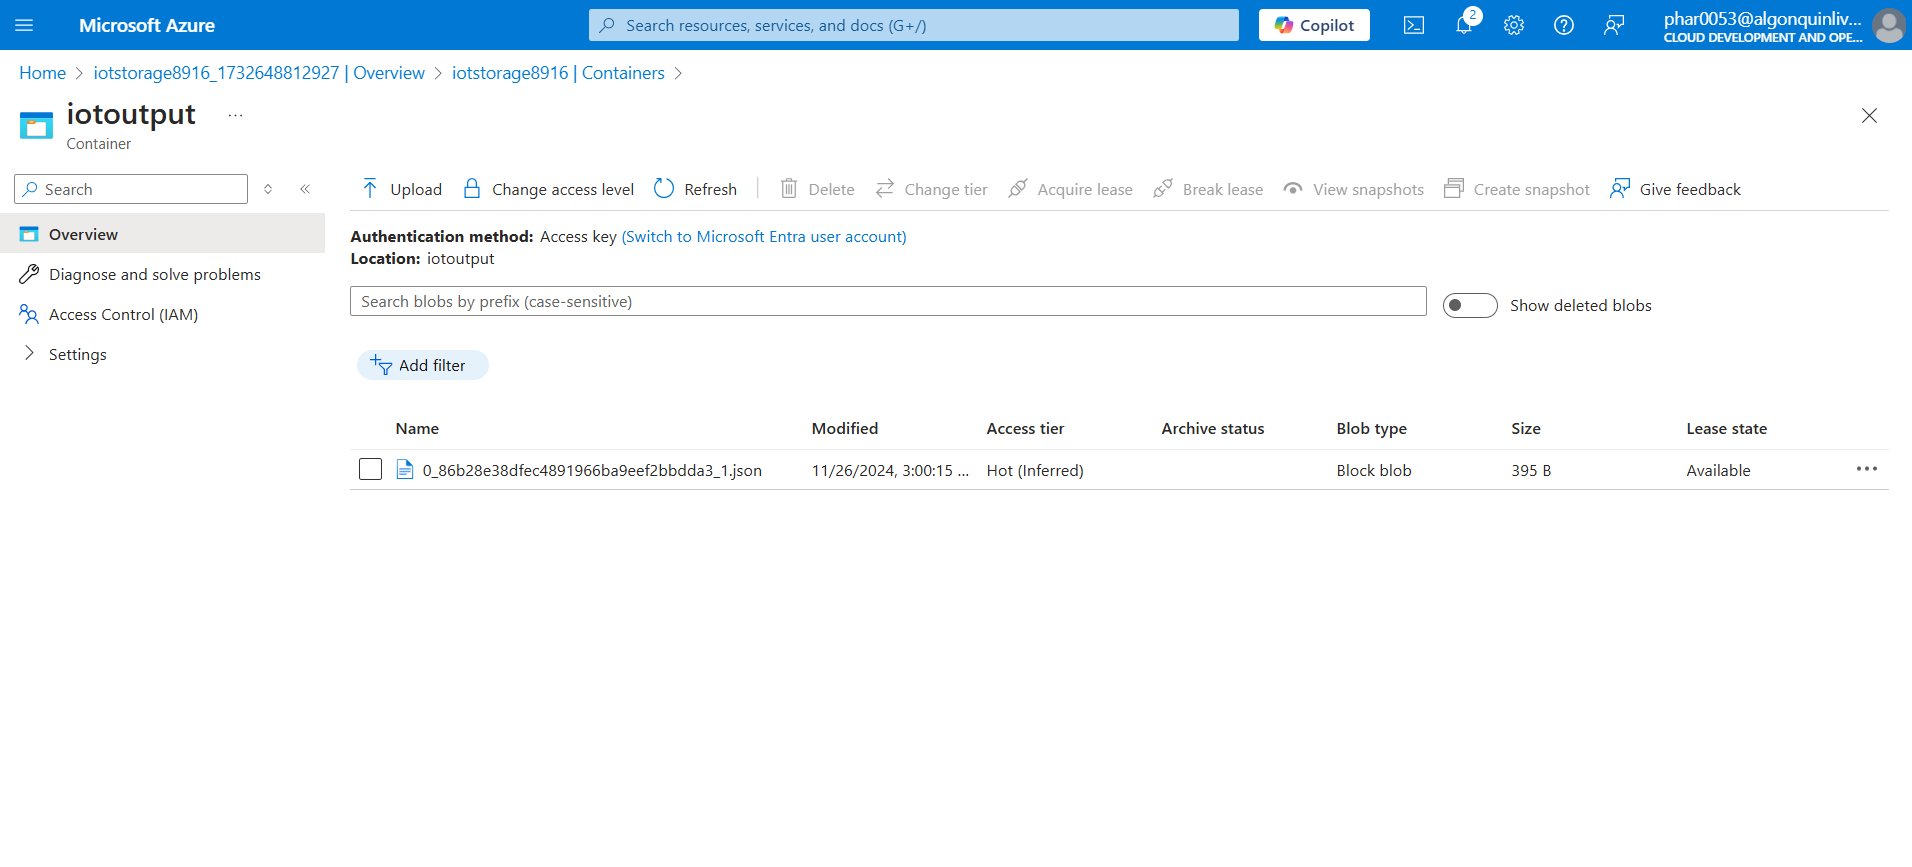 Microsoft Azure
Search resources, services, and docs (G+/)
Copilot
2
phar0053@algonquinliv...
CLOUD DEVELOPMENT AND OPE...
Home > iotstorage8916_1732648812927 | Overview > iotstorage8916 | Containers >
iotoutput ...
Container
Search
Upload Change access level Refresh Delete Change tier Acquire lease Break lease View snapshots Create snapshot Give feedback
Overview
Diagnose and solve problems
Access Control (IAM)
Settings
Authentication method: Access key (Switch to Microsoft Entra user account)
Location: iotoutput
Search blobs by prefix (case-sensitive)
Show deleted blobs
Add filter
Name Modified Access tier Archive status Blob type Size Lease state
0_86b28e38dfec4891966ba9eef2bbdda3_1.json 11/26/2024, 3:00:15 ... Hot (Inferred) Block blob 395 B Available ...